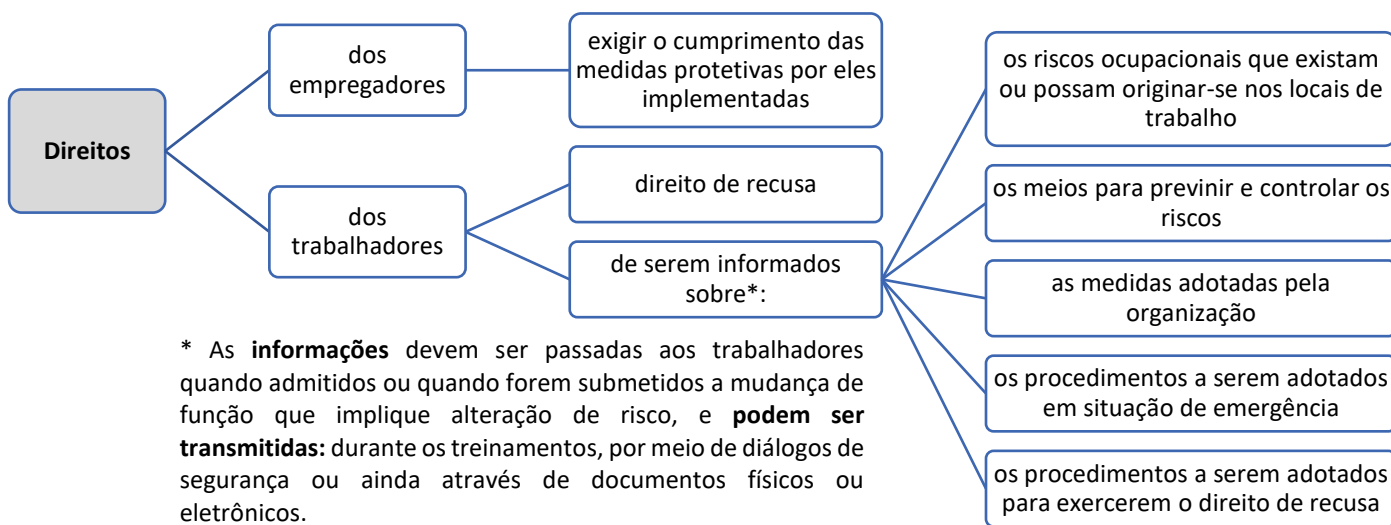 Direitos
dos
empregadores
exigir o cumprimento das
medidas protetivas por eles
implementadas
dos
trabalhadores
direito de recusa
de serem informados
sobre*:
os riscos ocupacionais que existam
ou possam originar-se nos locais de
trabalho
os meios para previnir e controlar os
riscos
as medidas adotadas pela
organização
os procedimentos a serem adotados
em situação de emergência
os procedimentos a serem adotados
para exercerem o direito de recusa
* As informações devem ser passadas aos trabalhadores
quando admitidos ou quando forem submetidos a mudança de
função que implique alteração de risco, e podem ser
transmitidas: durante os treinamentos, por meio de diálogos de
segurança ou ainda através de documentos físicos ou
eletrônicos.